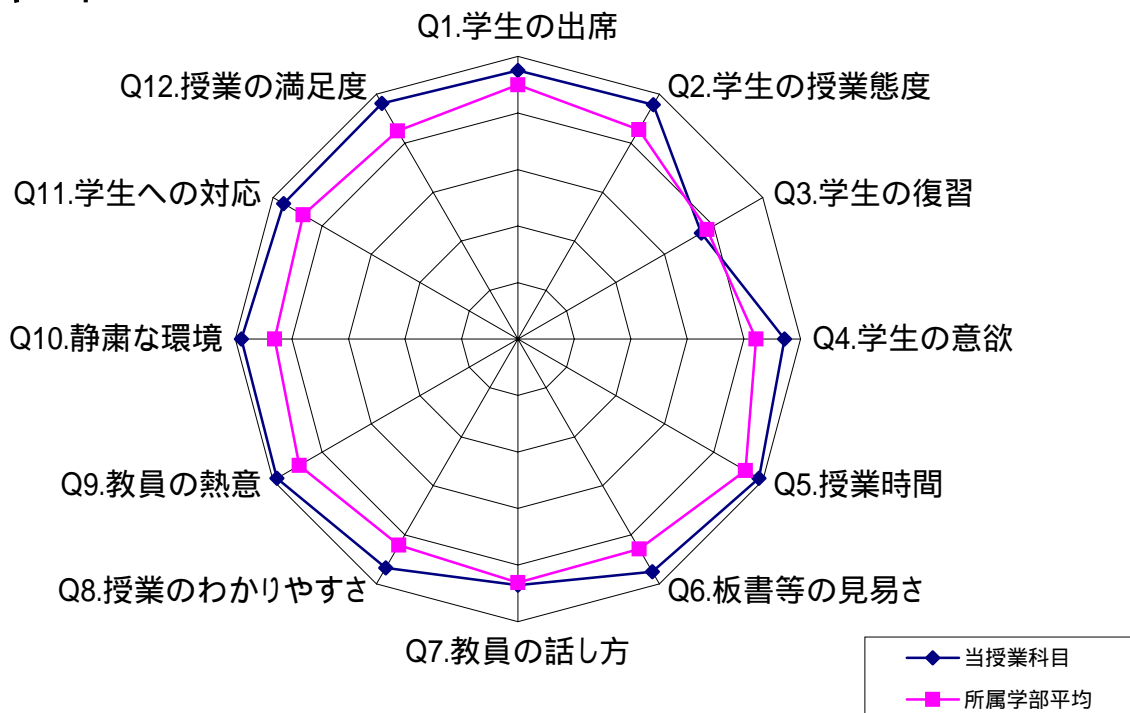 Q1.学生の出席
Q2.学生の授業態度
Q3.学生の復習
Q4.学生の意欲
Q5.授業時間
Q6.板書等の見易さ
Q7.教員の話し方
Q8.授業のわかりやすさ
Q9.教員の熱意
Q10.静粛な環境
Q11.学生への対応
Q12.授業の満足度
当授業科目
所属学部平均